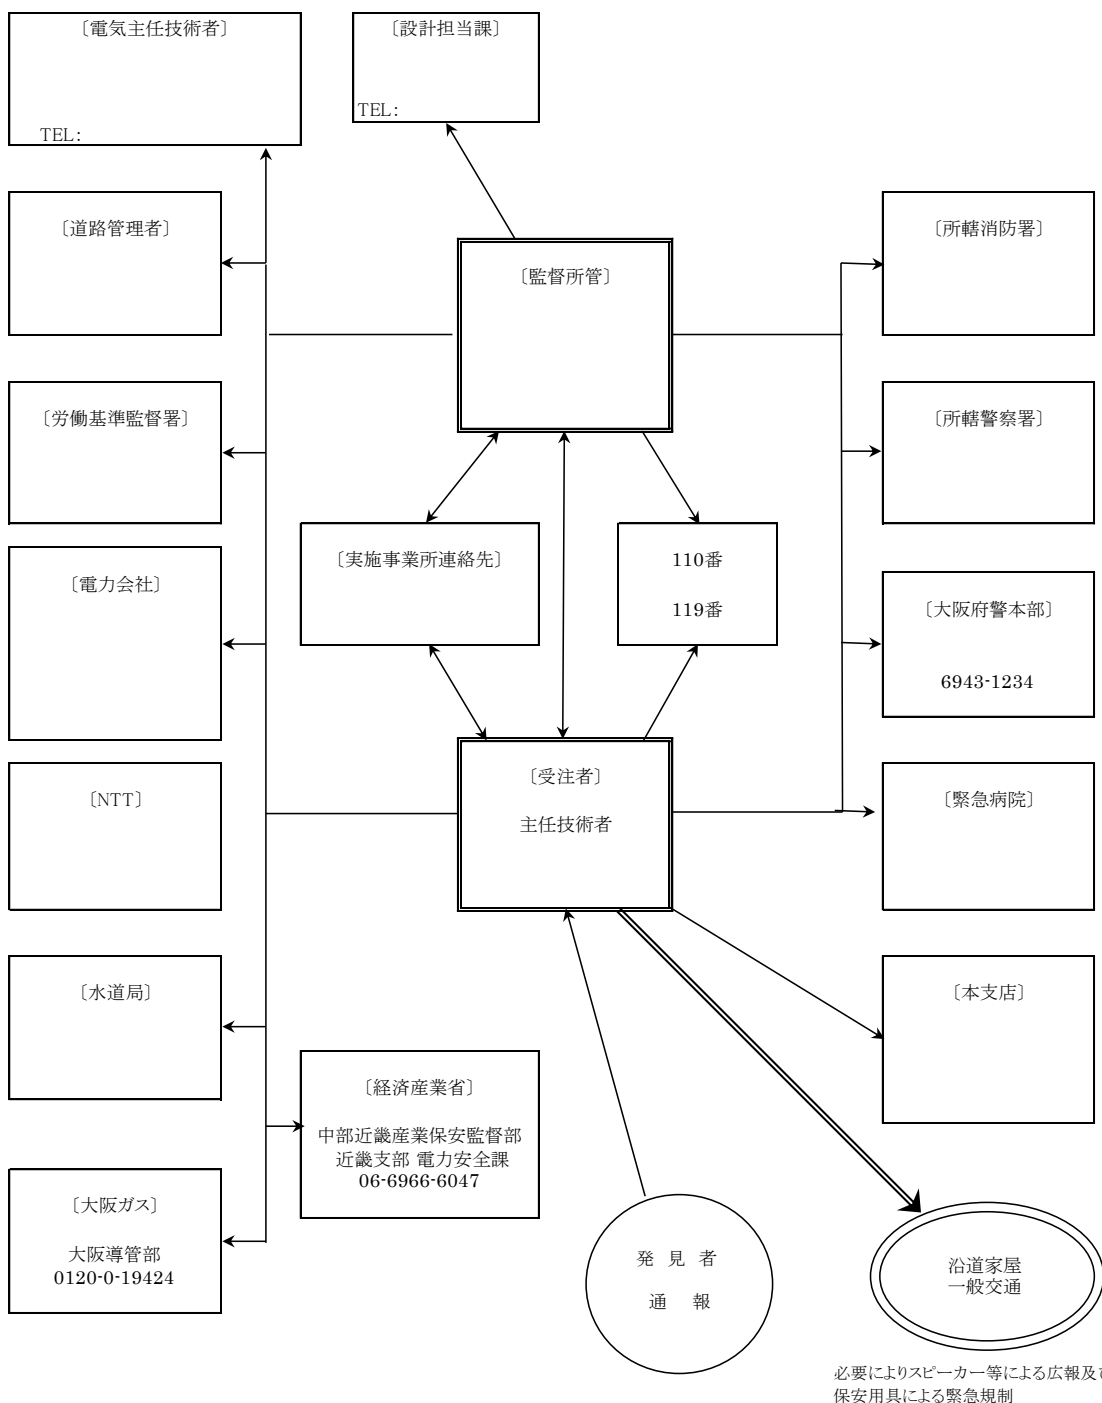 〔電気主任技術者〕
TEL:
〔設計担当課〕
TEL:
〔道路管理者〕
〔監督所管〕
〔所轄消防署〕
〔労働基準監督署〕
〔所轄警察署〕
〔実施事業所連絡先〕
110番
119番
〔電力会社〕
〔大阪府警本部〕
6943-1234
〔NTT〕
〔受注者〕
主任技術者
〔緊急病院〕
〔水道局〕
〔本支店〕
〔経済産業省〕
中部近畿産業保安監督部
近畿支部 電力安全課
06-6966-6047
〔大阪ガス〕
大阪導管部
0120-0-19424
発 見 者
通 報
沿道家屋
一般交通
必要によりスピーカー等による広報及び
保安用具による緊急規制